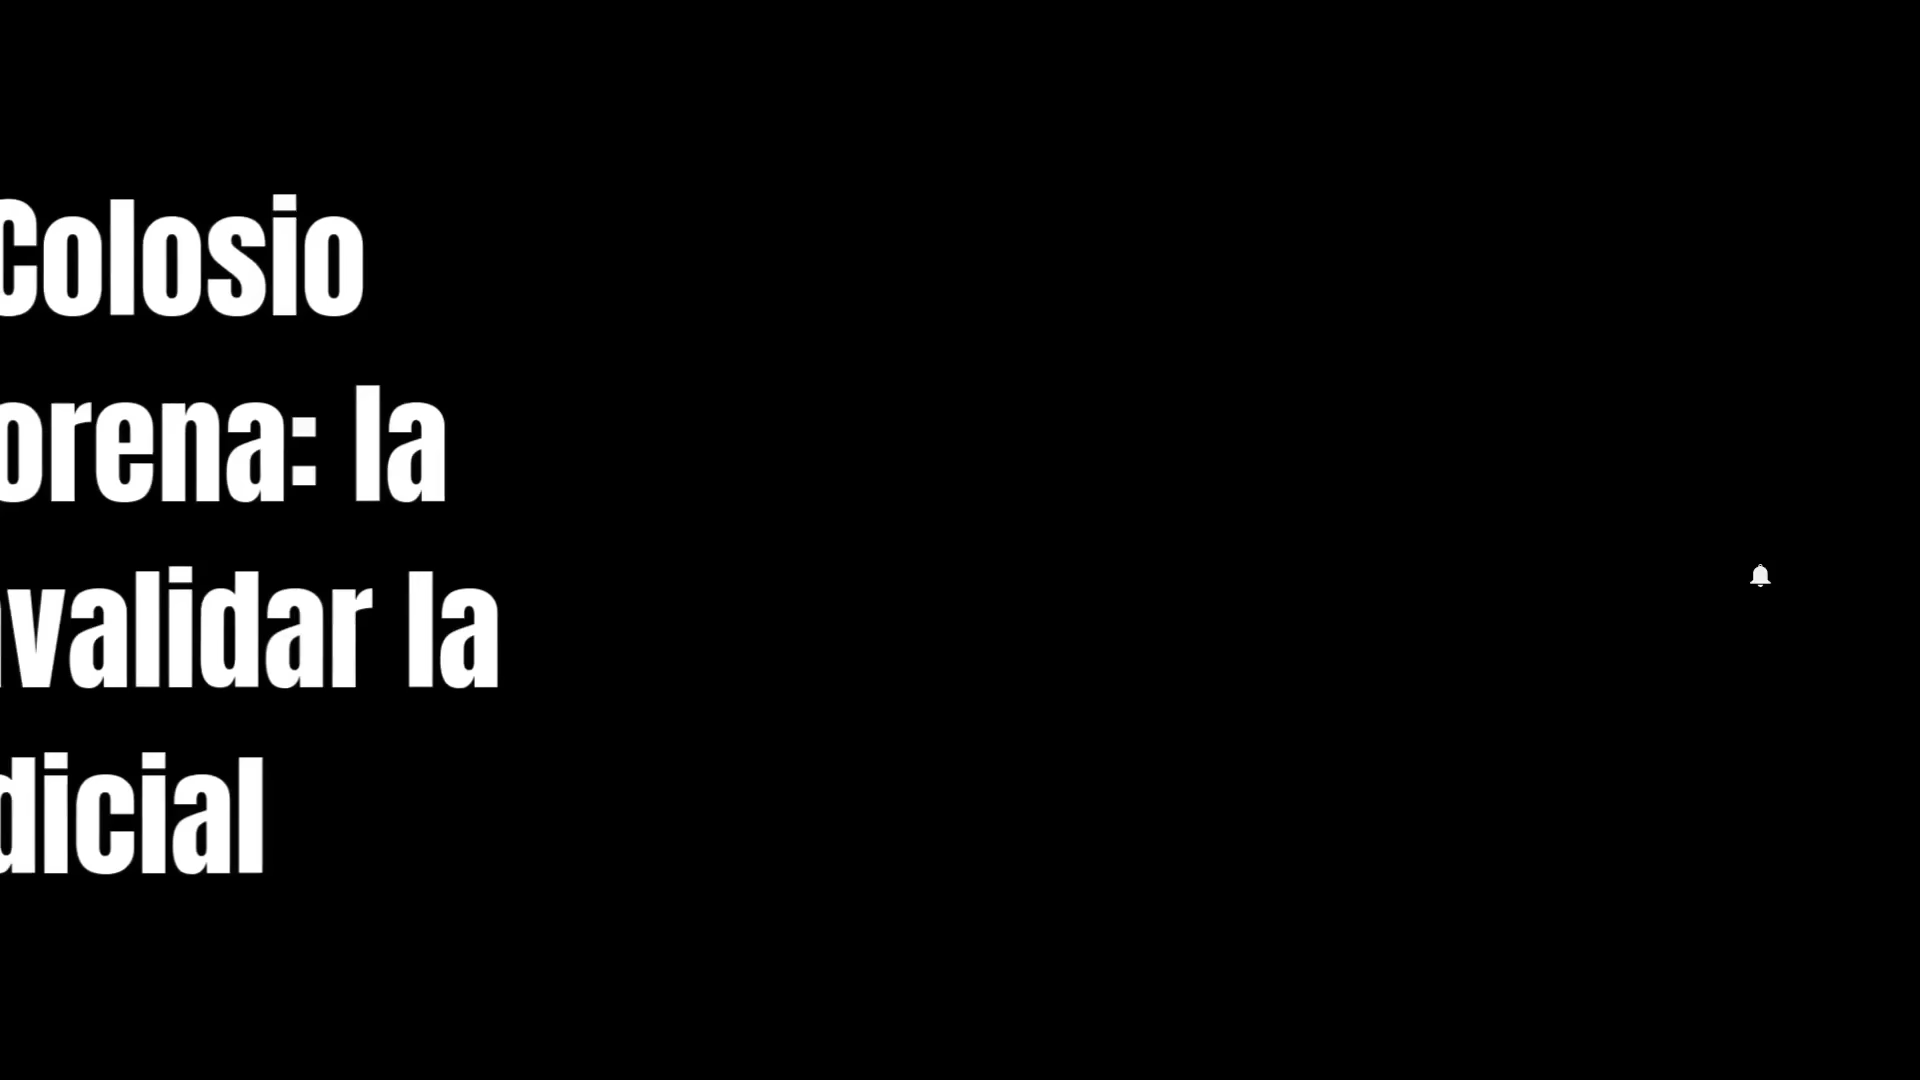 Colosio
orena: la
validar la
dicial